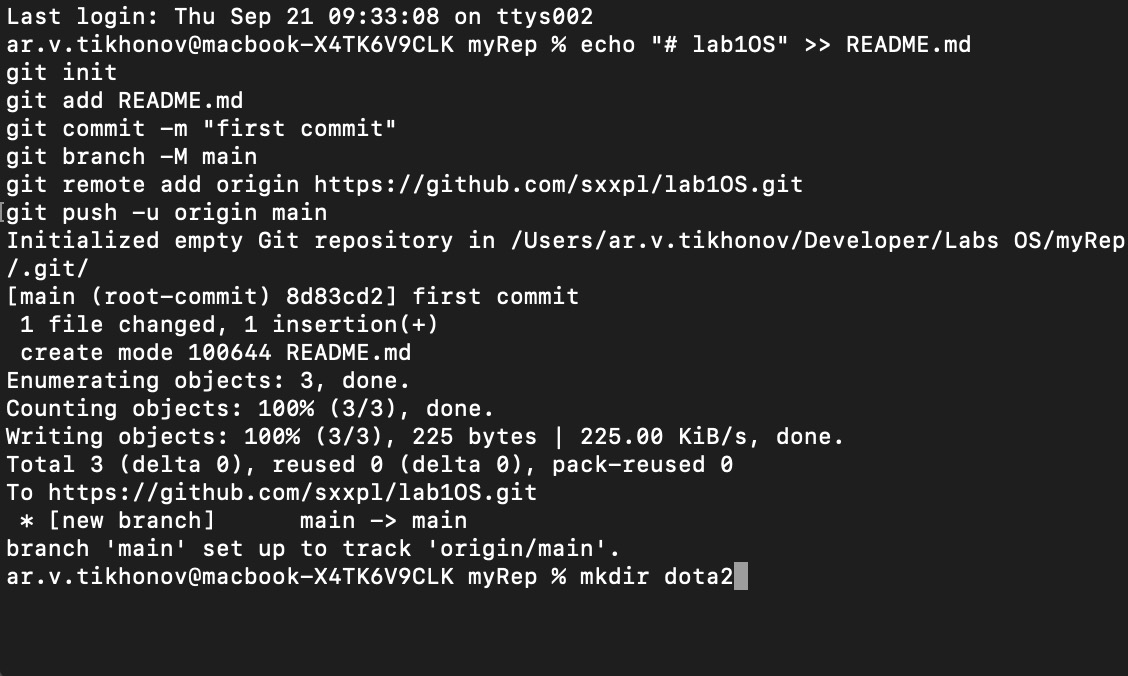 Last login: Thu Sep 21 09:33:08 on ttys002
ar.v.tikhonov@macbook-X4TK6V9CLK myRep % echo "# lab1OS" >> README.md
git init
git add README.md
git commit -m "first commit"
git branch -M main
git remote add origin https://github.com/sxxpl/lab1OS.git
git push -u origin main
Initialized empty Git repository in /Users/ar.v.tikhonov/Developer/Labs OS/myRep
/.git/
[main (root-commit) 8d83cd2] first commit
 1 file changed, 1 insertion(+)
 create mode 100644 README.md
Enumerating objects: 3, done.
Counting objects: 100% (3/3), done.
Writing objects: 100% (3/3), 225 bytes | 225.00 KiB/s, done.
Total 3 (delta 0), reused 0 (delta 0), pack-reused 0
To https://github.com/sxxpl/lab1OS.git
 * [new branch]      main -> main
branch 'main' set up to track 'origin/main'.
ar.v.tikhonov@macbook-X4TK6V9CLK myRep % mkdir dota2